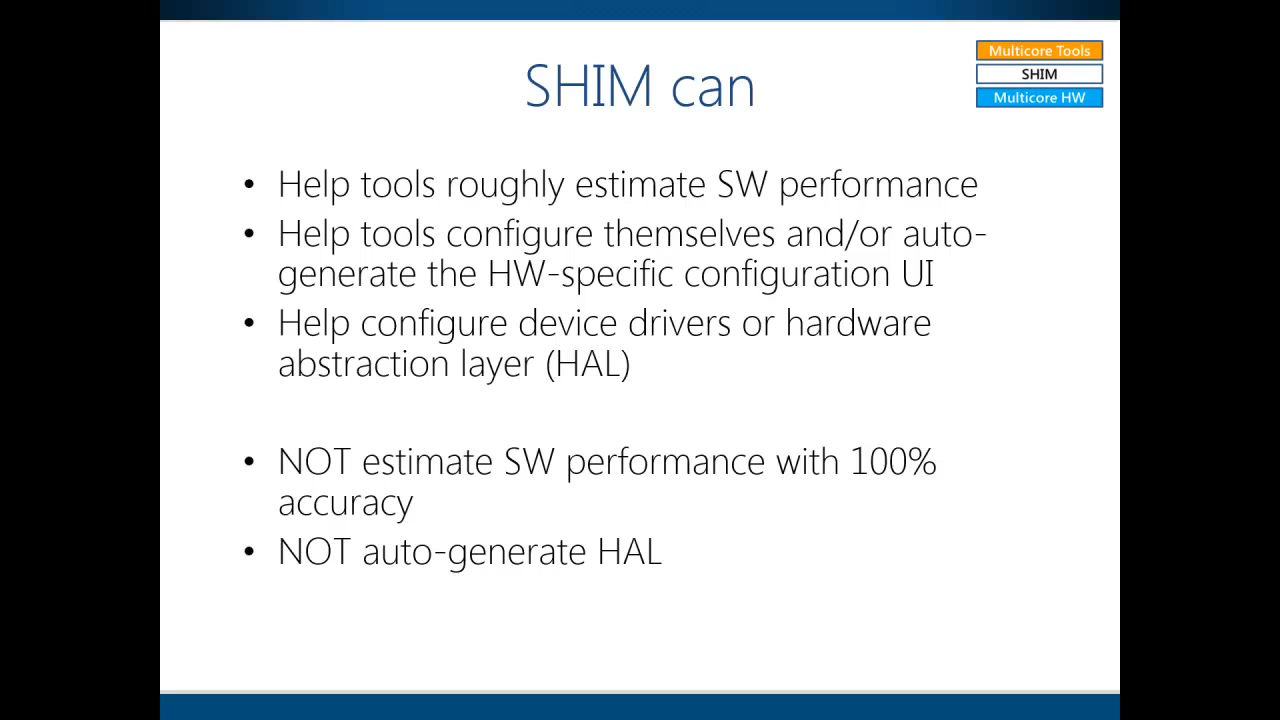 SHIM can
Multicore Tools
SHIM
Multicore HW
• Help tools roughly estimate SW performance
• Help tools configure themselves and/or auto-
generate the HW-specific configuration UI
• Help configure device drivers or hardware
abstraction layer (HAL)
• NOT estimate SW performance with 100%
accuracy
• NOT auto-generate HAL